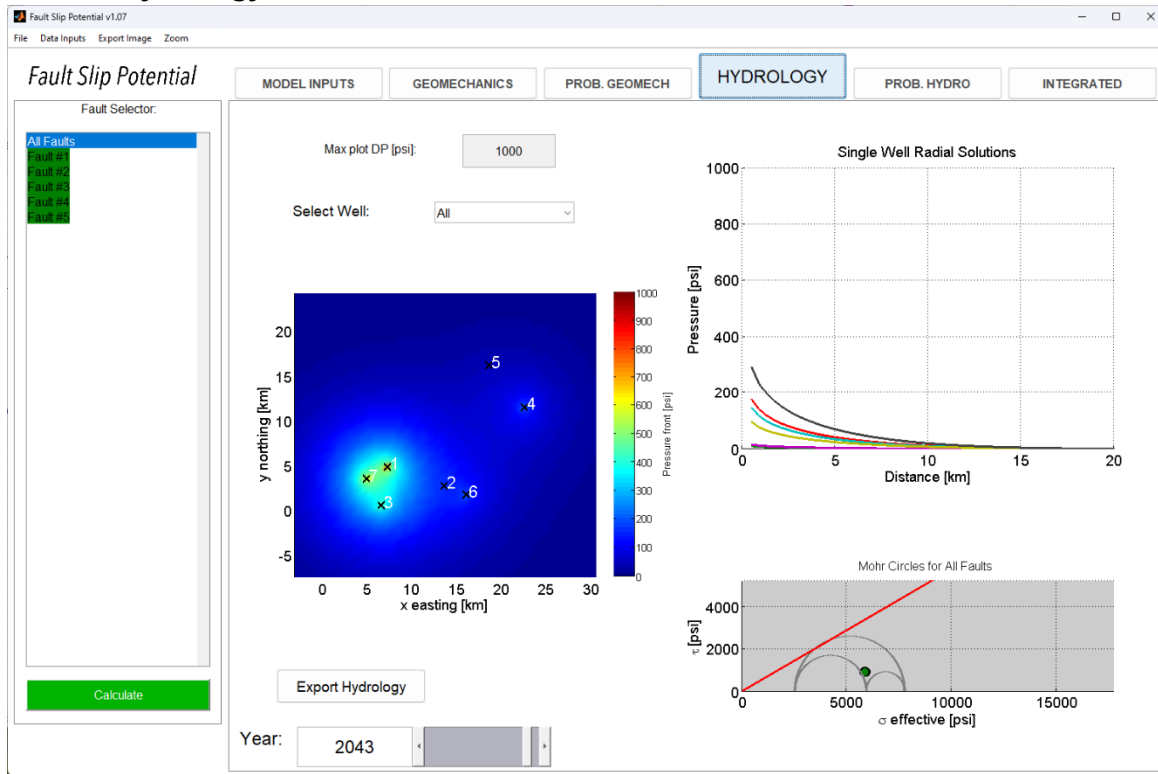 Fault Slip Potential v1.07
File Data Inputs Export Image Zoom
Fault Slip Potential
MODEL INPUTS GEOMECHANICS PROB. GEOMECH HYDROLOGY PROB. HYDRO INTEGRATED
Fault Selector:
All Faults
Fault #1
Fault #2
Fault #3
Fault #4
Fault #5
Calculate
Max plot DP [psi]: 1000
Select Well: All
1000
900
800
700
600
500
400
300
200
100
0
Pressure front [psi]
20
15
10
5
0
-5
y northing [km]
5
4
1
7
2
6
3
0 5 10 15 20 25 30
x easting [km]
Export Hydrology
Year: 2043
Single Well Radial Solutions
1000
800
600
400
200
0
Pressure [psi]
0 5 10 15 20
Distance [km]
Mohr Circles for All Faults
4000
2000
0
τ [psi]
0 5000 10000 15000
σ effective [psi]